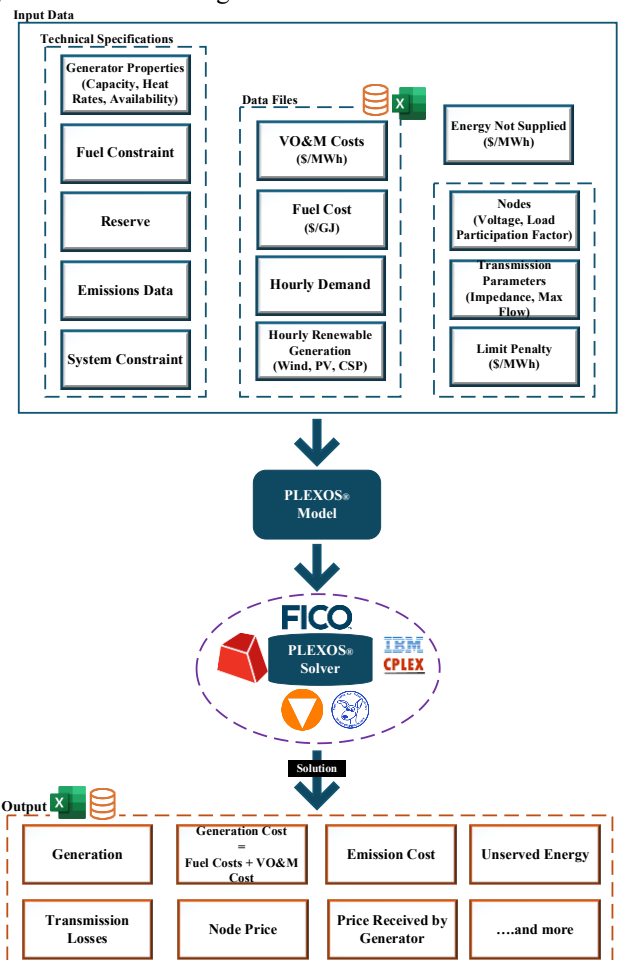 Input Data
Technical Specifications
Generator Properties
(Capacity, Heat
Rates, Availability)
Fuel Constraint
Reserve
Emissions Data
System Constraint
Data Files
X
VO&M Costs
($/MWh)
Fuel Cost
($/GJ)
Hourly Demand
Hourly Renewable
Generation
(Wind, PV, CSP)
Energy Not Supplied
($/MWh)
Nodes
(Voltage, Load
Participation Factor)
Transmission
Parameters
(Impedance, Max
Flow)
Limit Penalty
($/MWh)
PLEXOS®
Model
FICO
PLEXOS®
Solver
IBM
CPLEX
Solution
Output
X
Generation
Generation Cost
=
Fuel Costs + VO&M
Cost
Emission Cost
Unserved Energy
Transmission
Losses
Node Price
Price Received by
Generator
….and more